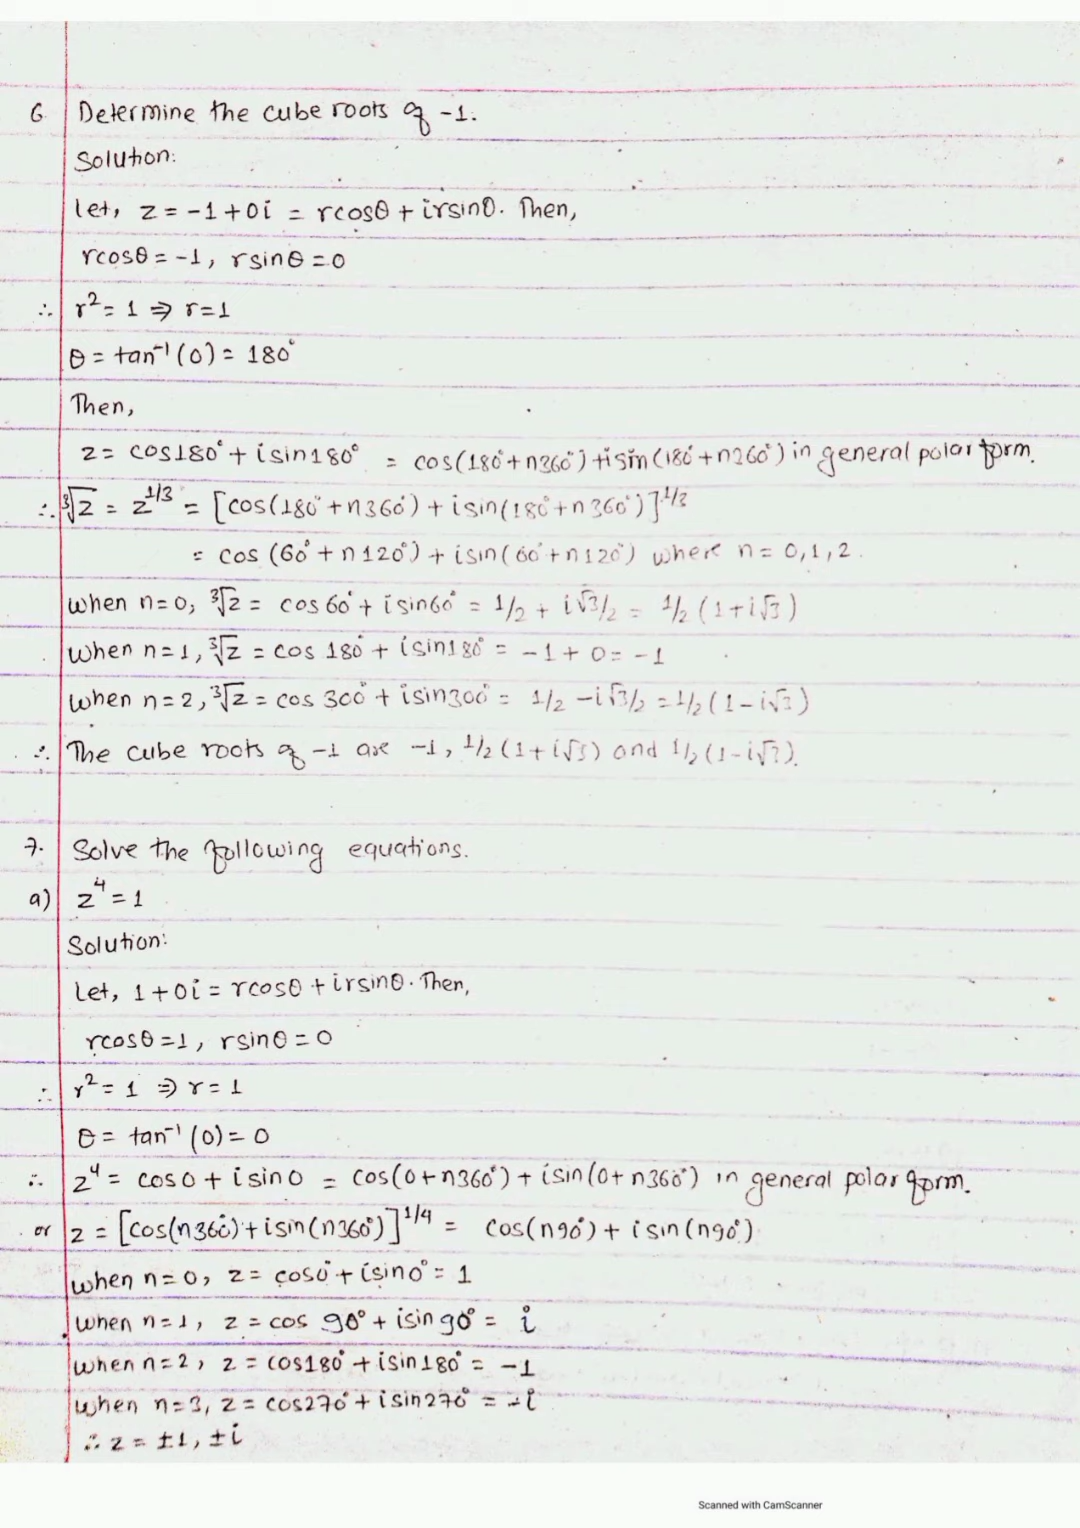 6. Determine the cube roots of -1.
Solution:
Let, z = -1 + 0i = rcosθ + irsinθ. Then,
rcosθ = -1, rsinθ = 0
∴ r² = 1 ⇒ r = 1
θ = tan⁻¹(0) = 180°
Then,
z = cos180° + isin180° = cos(180° + n360°) + isin(180° + n360°) in general polar form.
∴ ∛z = z^1/3 = [cos(180° + n360°) + isin(180° + n360°)]^1/3
= cos (60° + n120°) + isin(60° + n120°) where n = 0, 1, 2.
When n = 0, ∛z = cos60° + isin60° = 1/2 + i√3/2 = 1/2 (1 + i√3)
When n = 1, ∛z = cos 180° + isin180° = -1 + 0 = -1
When n = 2, ∛z = cos 300° + isin300° = 1/2 - i√3/2 = 1/2 (1 - i√3)
∴ The cube roots of -1 are -1, 1/2 (1 + i√3) and 1/2 (1 - i√3).
7. Solve the following equations.
a) z⁴ = 1
Solution:
Let, 1 + 0i = rcosθ + irsinθ. Then,
rcosθ = 1, rsinθ = 0
∴ r² = 1 ⇒ r = 1
θ = tan⁻¹(0) = 0
∴ z⁴ = cos0 + isin0 = cos(0 + n360°) + isin(0 + n360°) in general polar form.
or z = [cos(n360°) + isin(n360°)]^1/4 = cos(n90°) + isin(n90°)
When n = 0, z = cos0° + isin0° = 1
When n = 1, z = cos 90° + isin90° = i
When n = 2, z = cos180° + isin180° = -1
When n = 3, z = cos270° + isin270° = -i
∴ z = ±1, ±i
Scanned with CamScanner